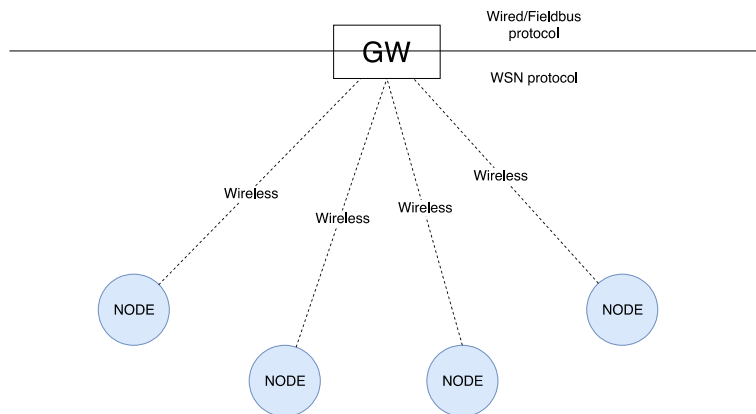 Wired/Fieldbus
protocol
GW
WSN protocol
Wireless
Wireless
Wireless
Wireless
NODE
NODE
NODE
NODE